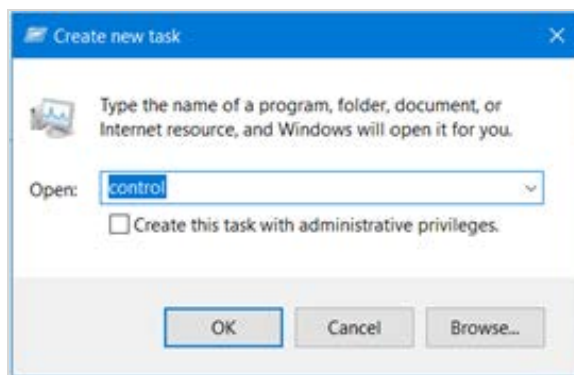 Create new task
Type the name of a program, folder, document, or
Internet resource, and Windows will open it for you.
Open: control
Create this task with administrative privileges.
OK Cancel Browse...